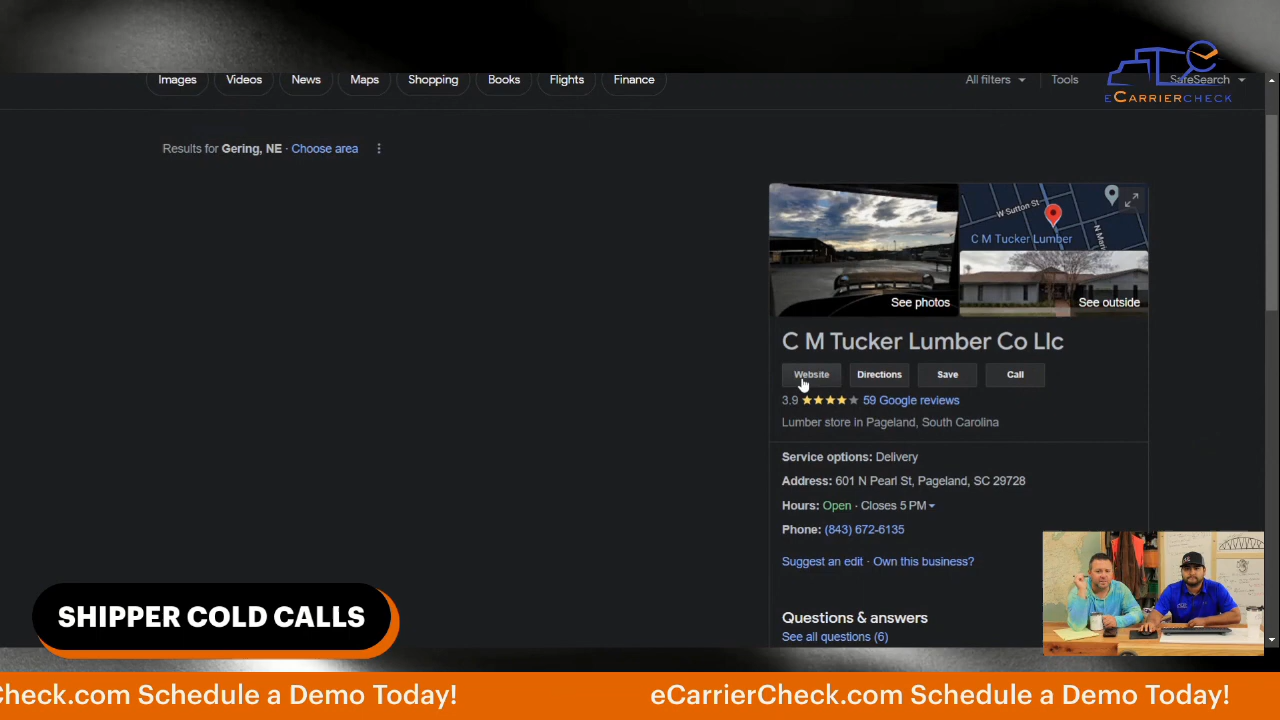 Images Videos News Maps Shopping Books Flights Finance All filters Tools SafeSearch
eCARRIERCHECK
Results for Gering, NE · Choose area
W Sutton St
C M Tucker Lumber
See photos
See outside
C M Tucker Lumber Co Llc
Website Directions Save Call
3.9 59 Google reviews
Lumber store in Pageland, South Carolina
Service options: Delivery
Address: 601 N Pearl St, Pageland, SC 29728
Hours: Open · Closes 5 PM
Phone: (843) 672-6135
Suggest an edit · Own this business?
Questions & answers
See all questions (6)
SHIPPER COLD CALLS
Check.com Schedule a Demo Today! eCarrierCheck.com Schedule a Demo Today!